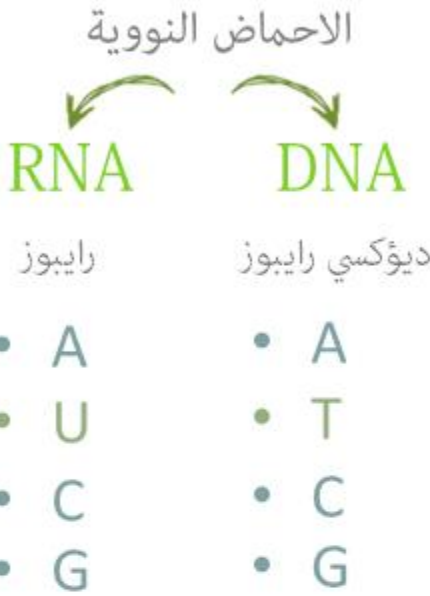 الاحماض النووية
DNA RNA
ديؤكسي رايبوز رايبوز
• A • A
• T • U
• C • C
• G • G